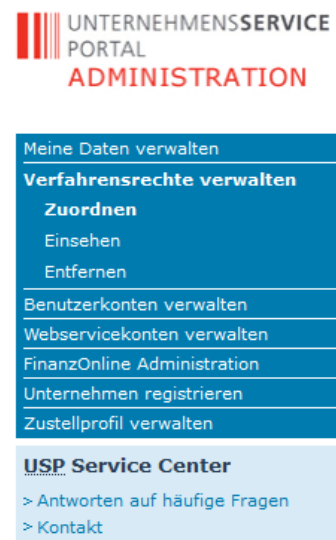 UNTERNEHMENSSERVICE
PORTAL
ADMINISTRATION
Meine Daten verwalten
Verfahrensrechte verwalten
Zuordnen
Einsehen
Entfernen
Benutzerkonten verwalten
Webservicekonten verwalten
FinanzOnline Administration
Unternehmen registrieren
Zustellprofil verwalten
USP Service Center
> Antworten auf häufige Fragen
> Kontakt